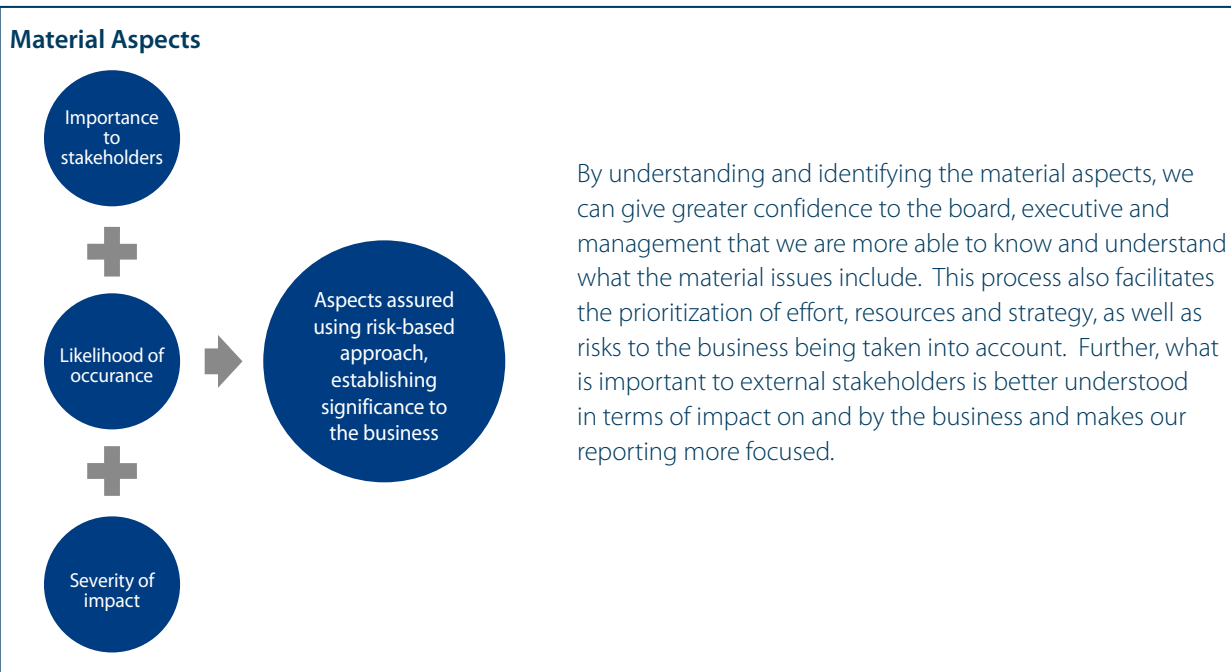 Material Aspects
Importance
to
stakeholders
Likelihood of
occurance
Severity of
impact
Aspects assured
using risk-based
approach,
establishing
significance to
the business
By understanding and identifying the material aspects, we
can give greater confidence to the board, executive and
management that we are more able to know and understand
what the material issues include.  This process also facilitates
the prioritization of effort, resources and strategy, as well as
risks to the business being taken into account.  Further, what
is important to external stakeholders is better understood
in terms of impact on and by the business and makes our
reporting more focused.